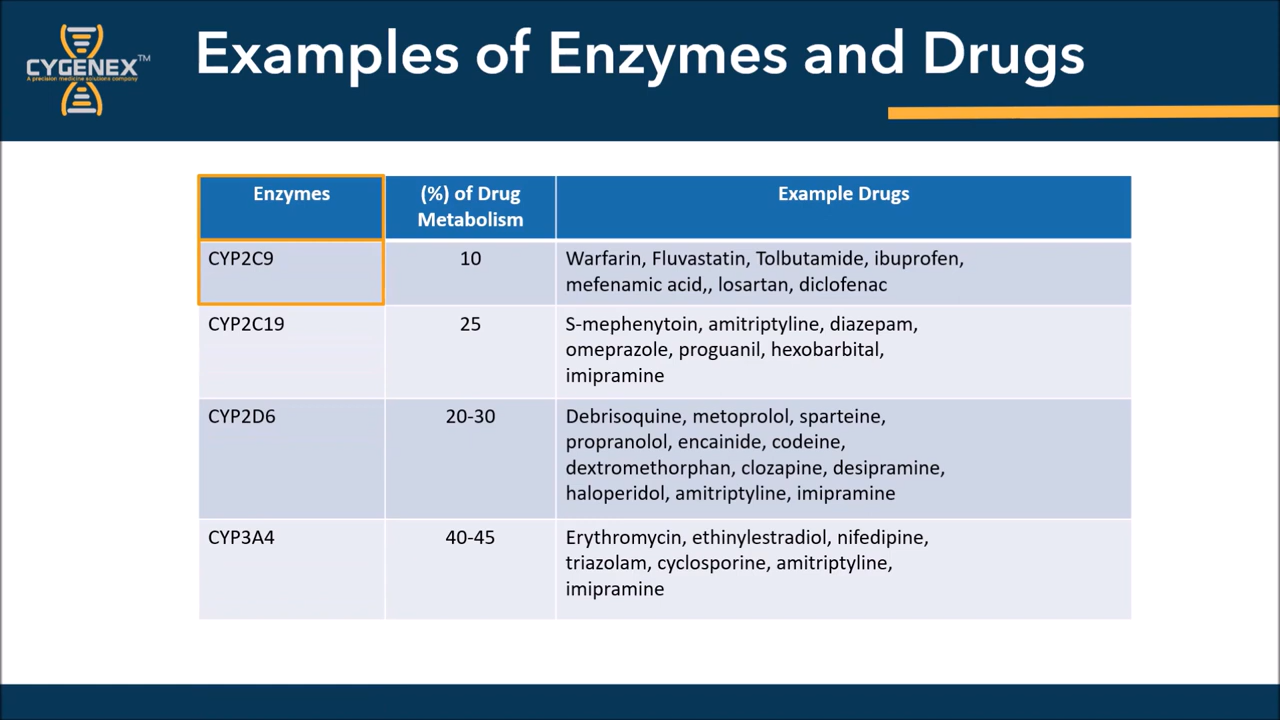 CYGENEX™
A precision medicine solutions company
Examples of Enzymes and Drugs
Enzymes
(%) of Drug
Metabolism
Example Drugs
CYP2C9
10
Warfarin, Fluvastatin, Tolbutamide, ibuprofen,
mefenamic acid,, losartan, diclofenac
CYP2C19
25
S-mephenytoin, amitriptyline, diazepam,
omeprazole, proguanil, hexobarbital,
imipramine
CYP2D6
20-30
Debrisoquine, metoprolol, sparteine,
propranolol, encainide, codeine,
dextromethorphan, clozapine, desipramine,
haloperidol, amitriptyline, imipramine
CYP3A4
40-45
Erythromycin, ethinylestradiol, nifedipine,
triazolam, cyclosporine, amitriptyline,
imipramine